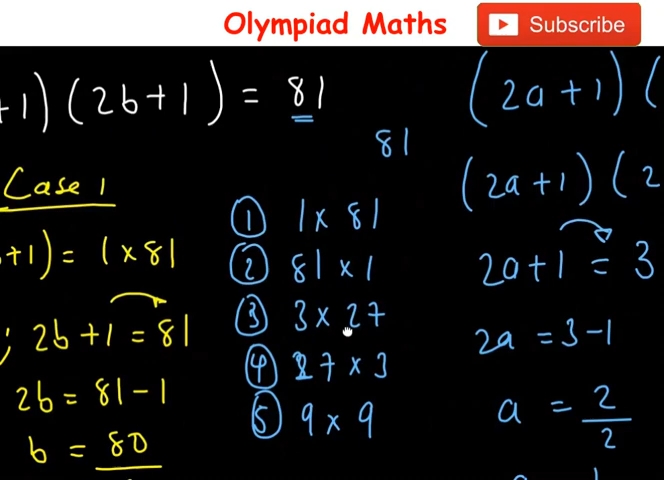 Olympiad Maths
Subscribe
+1) (2b+1) = 81
81
Case 1
+1) = 1 x 81
; 2b+1 = 81
2b = 81-1
b = 80
① 1 x 81
② 81 x 1
③ 3 x 27
④ 27 x 3
⑤ 9 x 9
(2a+1) (
(2a+1) (2
2a+1 = 3
2a = 3-1
a = 2
2